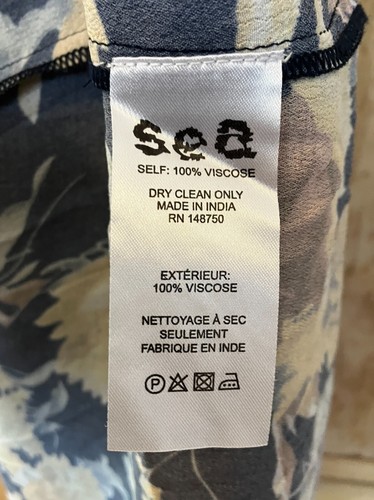 sea
SELF: 100% VISCOSE
DRY CLEAN ONLY
MADE IN INDIA
RN 148750
EXTÉRIEUR:
100% VISCOSE
NETTOYAGE À SEC
SEULEMENT
FABRIQUE EN INDE
P